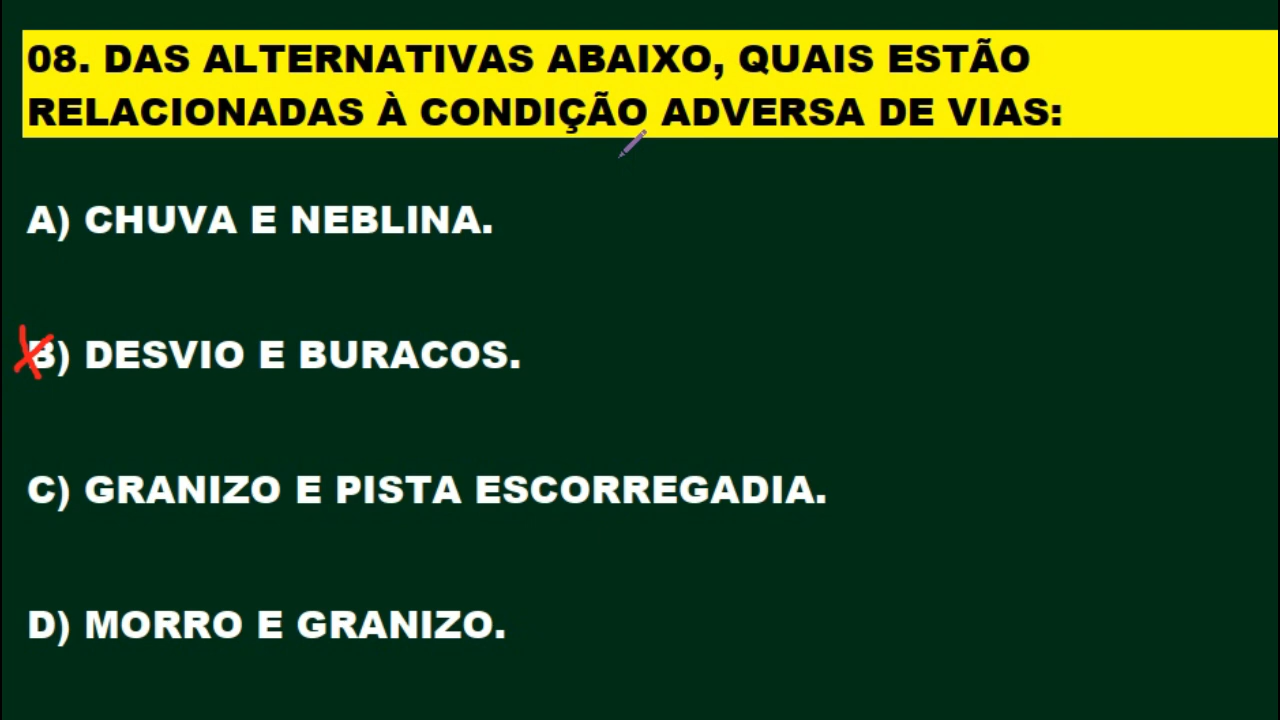 08. DAS ALTERNATIVAS ABAIXO, QUAIS ESTÃO
RELACIONADAS À CONDIÇÃO ADVERSA DE VIAS:
A) CHUVA E NEBLINA.
B) DESVIO E BURACOS.
C) GRANIZO E PISTA ESCORREGADIA.
D) MORRO E GRANIZO.